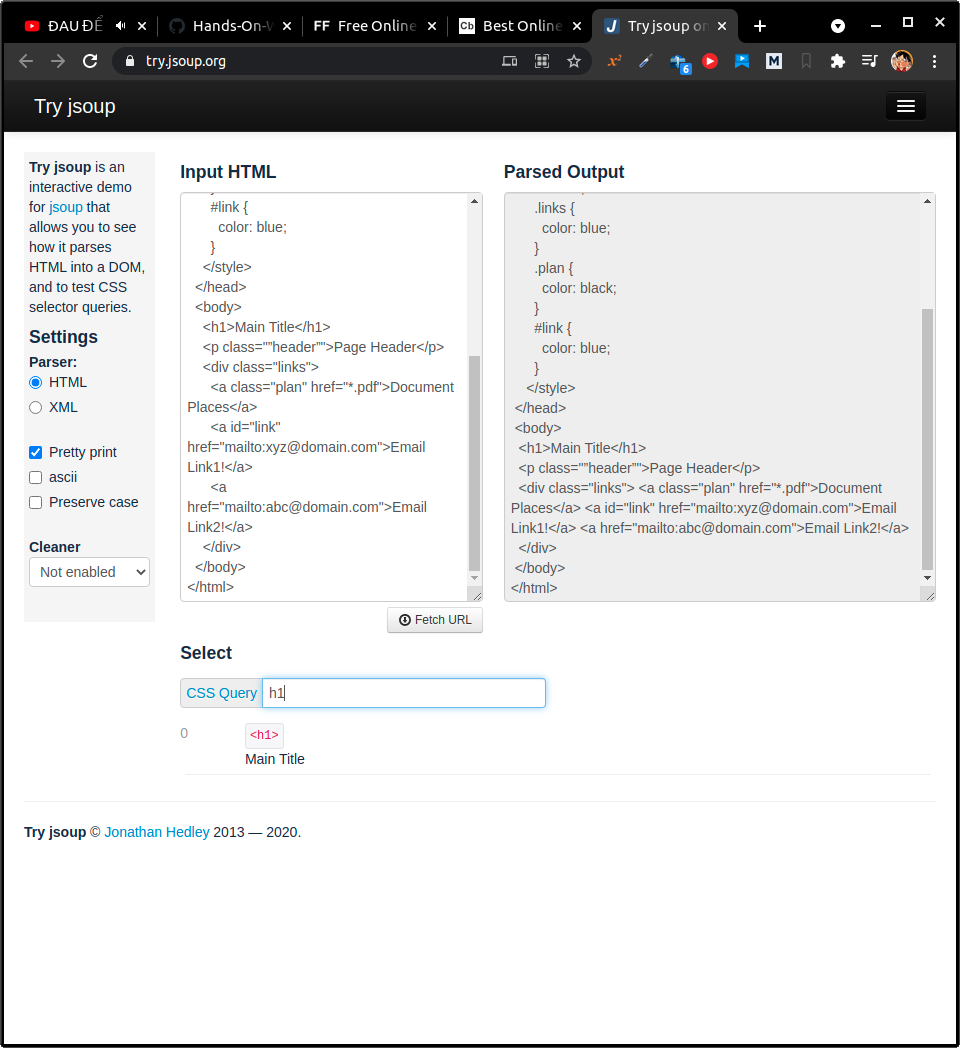 ĐAU ĐẾ
Hands-On-W
FF Free Online
Cb Best Online
Try jsoup on
try.jsoup.org
6
M
Try jsoup
Try jsoup is an
interactive demo
for jsoup that
allows you to see
how it parses
HTML into a DOM,
and to test CSS
selector queries.
Settings
Parser:
HTML
XML
Pretty print
ascii
Preserve case
Cleaner
Not enabled
Input HTML
#link {
color: blue;
}
</style>
</head>
<body>
<h1>Main Title</h1>
<p class="”header”">Page Header</p>
<div class="links">
<a class="plan" href="*.pdf">Document
Places</a>
<a id="link"
href="mailto:xyz@domain.com">Email
Link1!</a>
<a
href="mailto:abc@domain.com">Email
Link2!</a>
</div>
</body>
</html>
Fetch URL
Parsed Output
.links {
color: blue;
}
.plan {
color: black;
}
#link {
color: blue;
}
</style>
</head>
<body>
<h1>Main Title</h1>
<p class="”header”">Page Header</p>
<div class="links"> <a class="plan" href="*.pdf">Document
Places</a> <a id="link" href="mailto:xyz@domain.com">Email
Link1!</a> <a href="mailto:abc@domain.com">Email Link2!</a>
</div>
</body>
</html>
Select
CSS Query h1
0 <h1>
Main Title
Try jsoup © Jonathan Hedley 2013 — 2020.